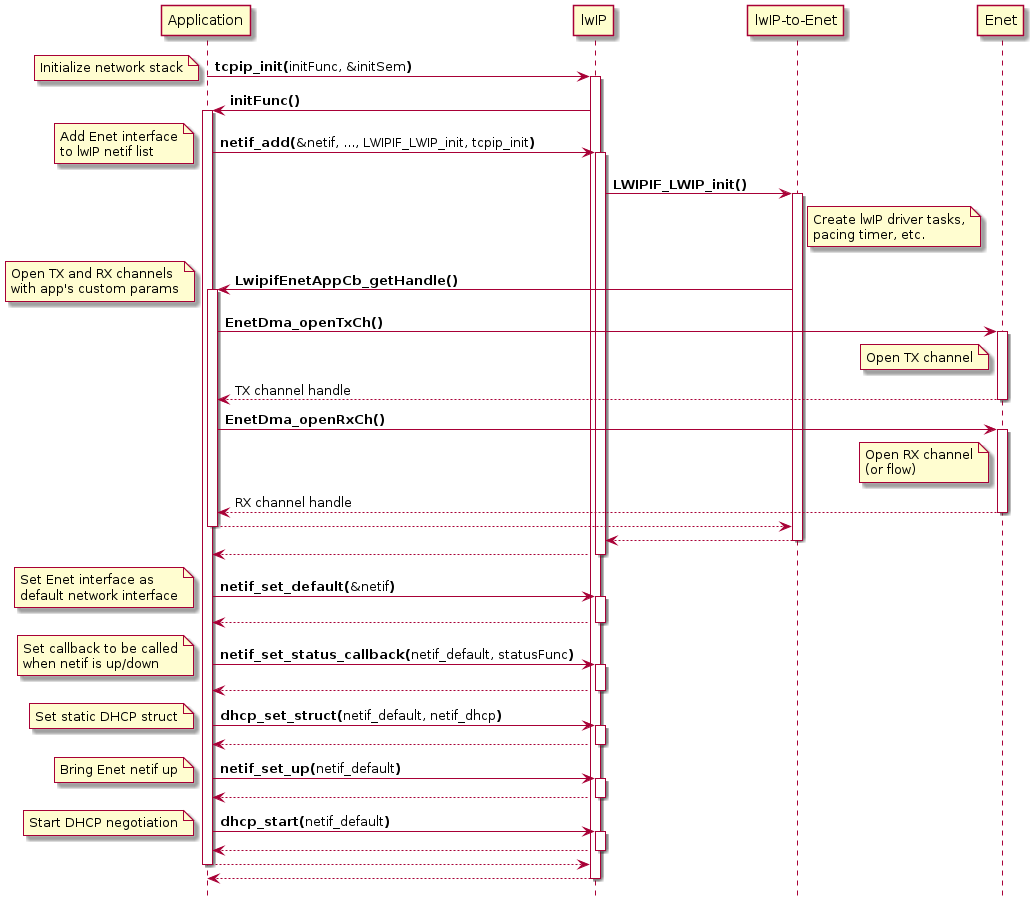 Application
lwIP
lwIP-to-Enet
Enet
Initialize network stack
tcpip_init(initFunc, &initSem)
initFunc()
Add Enet interface
to lwIP netif list
netif_add(&netif, ..., LWIPIF_LWIP_init, tcpip_init)
LWIPIF_LWIP_init()
Create lwIP driver tasks,
pacing timer, etc.
Open TX and RX channels
with app's custom params
LwipifEnetAppCb_getHandle()
EnetDma_openTxCh()
Open TX channel
TX channel handle
EnetDma_openRxCh()
Open RX channel
(or flow)
RX channel handle
Set Enet interface as
default network interface
netif_set_default(&netif)
Set callback to be called
when netif is up/down
netif_set_status_callback(netif_default, statusFunc)
Set static DHCP struct
dhcp_set_struct(netif_default, netif_dhcp)
Bring Enet netif up
netif_set_up(netif_default)
Start DHCP negotiation
dhcp_start(netif_default)